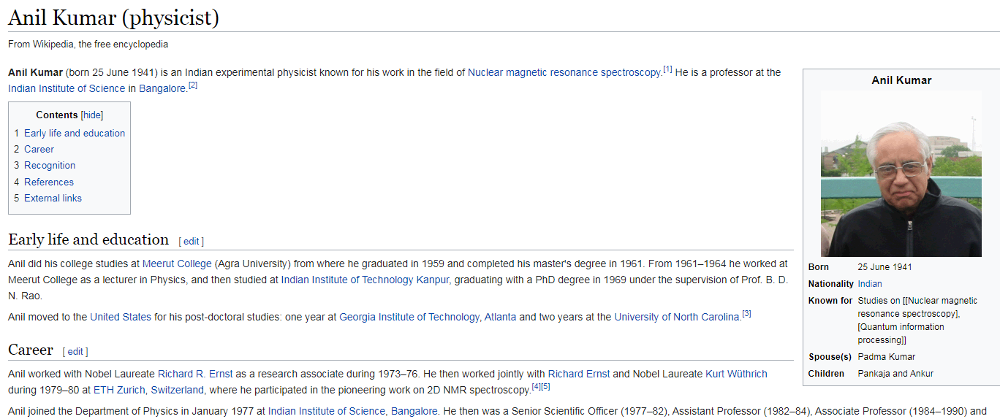 Anil Kumar (physicist)
From Wikipedia, the free encyclopedia
Anil Kumar (born 25 June 1941) is an Indian experimental physicist known for his work in the field of Nuclear magnetic resonance spectroscopy.[1] He is a professor at the
Indian Institute of Science in Bangalore.[2]
Contents [hide]
1 Early life and education
2 Career
3 Recognition
4 References
5 External links
Early life and education [ edit ]
Anil did his college studies at Meerut College (Agra University) from where he graduated in 1959 and completed his master's degree in 1961. From 1961–1964 he worked at
Meerut College as a lecturer in Physics, and then studied at Indian Institute of Technology Kanpur, graduating with a PhD degree in 1969 under the supervision of Prof. B. D.
N. Rao.
Anil moved to the United States for his post-doctoral studies: one year at Georgia Institute of Technology, Atlanta and two years at the University of North Carolina.[3]
Career [ edit ]
Anil worked with Nobel Laureate Richard R. Ernst as a research associate during 1973–76. He then worked jointly with Richard Ernst and Nobel Laureate Kurt Wüthrich
during 1979–80 at ETH Zurich, Switzerland, where he participated in the pioneering work on 2D NMR spectroscopy.[4][5]
Anil joined the Department of Physics in January 1977 at Indian Institute of Science, Bangalore. He then was a Senior Scientific Officer (1977–82), Assistant Professor (1982–84), Associate Professor (1984–1990) and
Anil Kumar
Born 25 June 1941
Nationality Indian
Known for Studies on [[Nuclear magnetic
resonance spectroscopy],
[Quantum information
processing]]
Spouse(s) Padma Kumar
Children Pankaja and Ankur